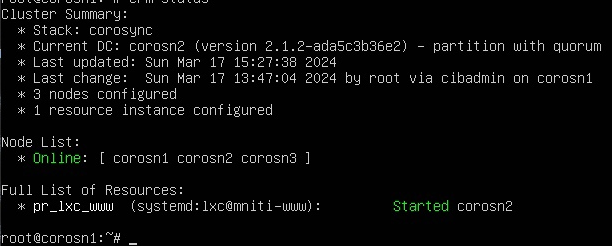 root@corosn1:~# crm status
Cluster Summary:
  * Stack: corosync
  * Current DC: corosn2 (version 2.1.2-ada5c3b36e2) - partition with quorum
  * Last updated: Sun Mar 17 15:27:38 2024
  * Last change:  Sun Mar 17 13:47:04 2024 by root via cibadmin on corosn1
  * 3 nodes configured
  * 1 resource instance configured
Node List:
  * Online: [ corosn1 corosn2 corosn3 ]
Full List of Resources:
  * pr_lxc_www  (systemd:lxc@mniti-www):         Started corosn2
root@corosn1:~# _